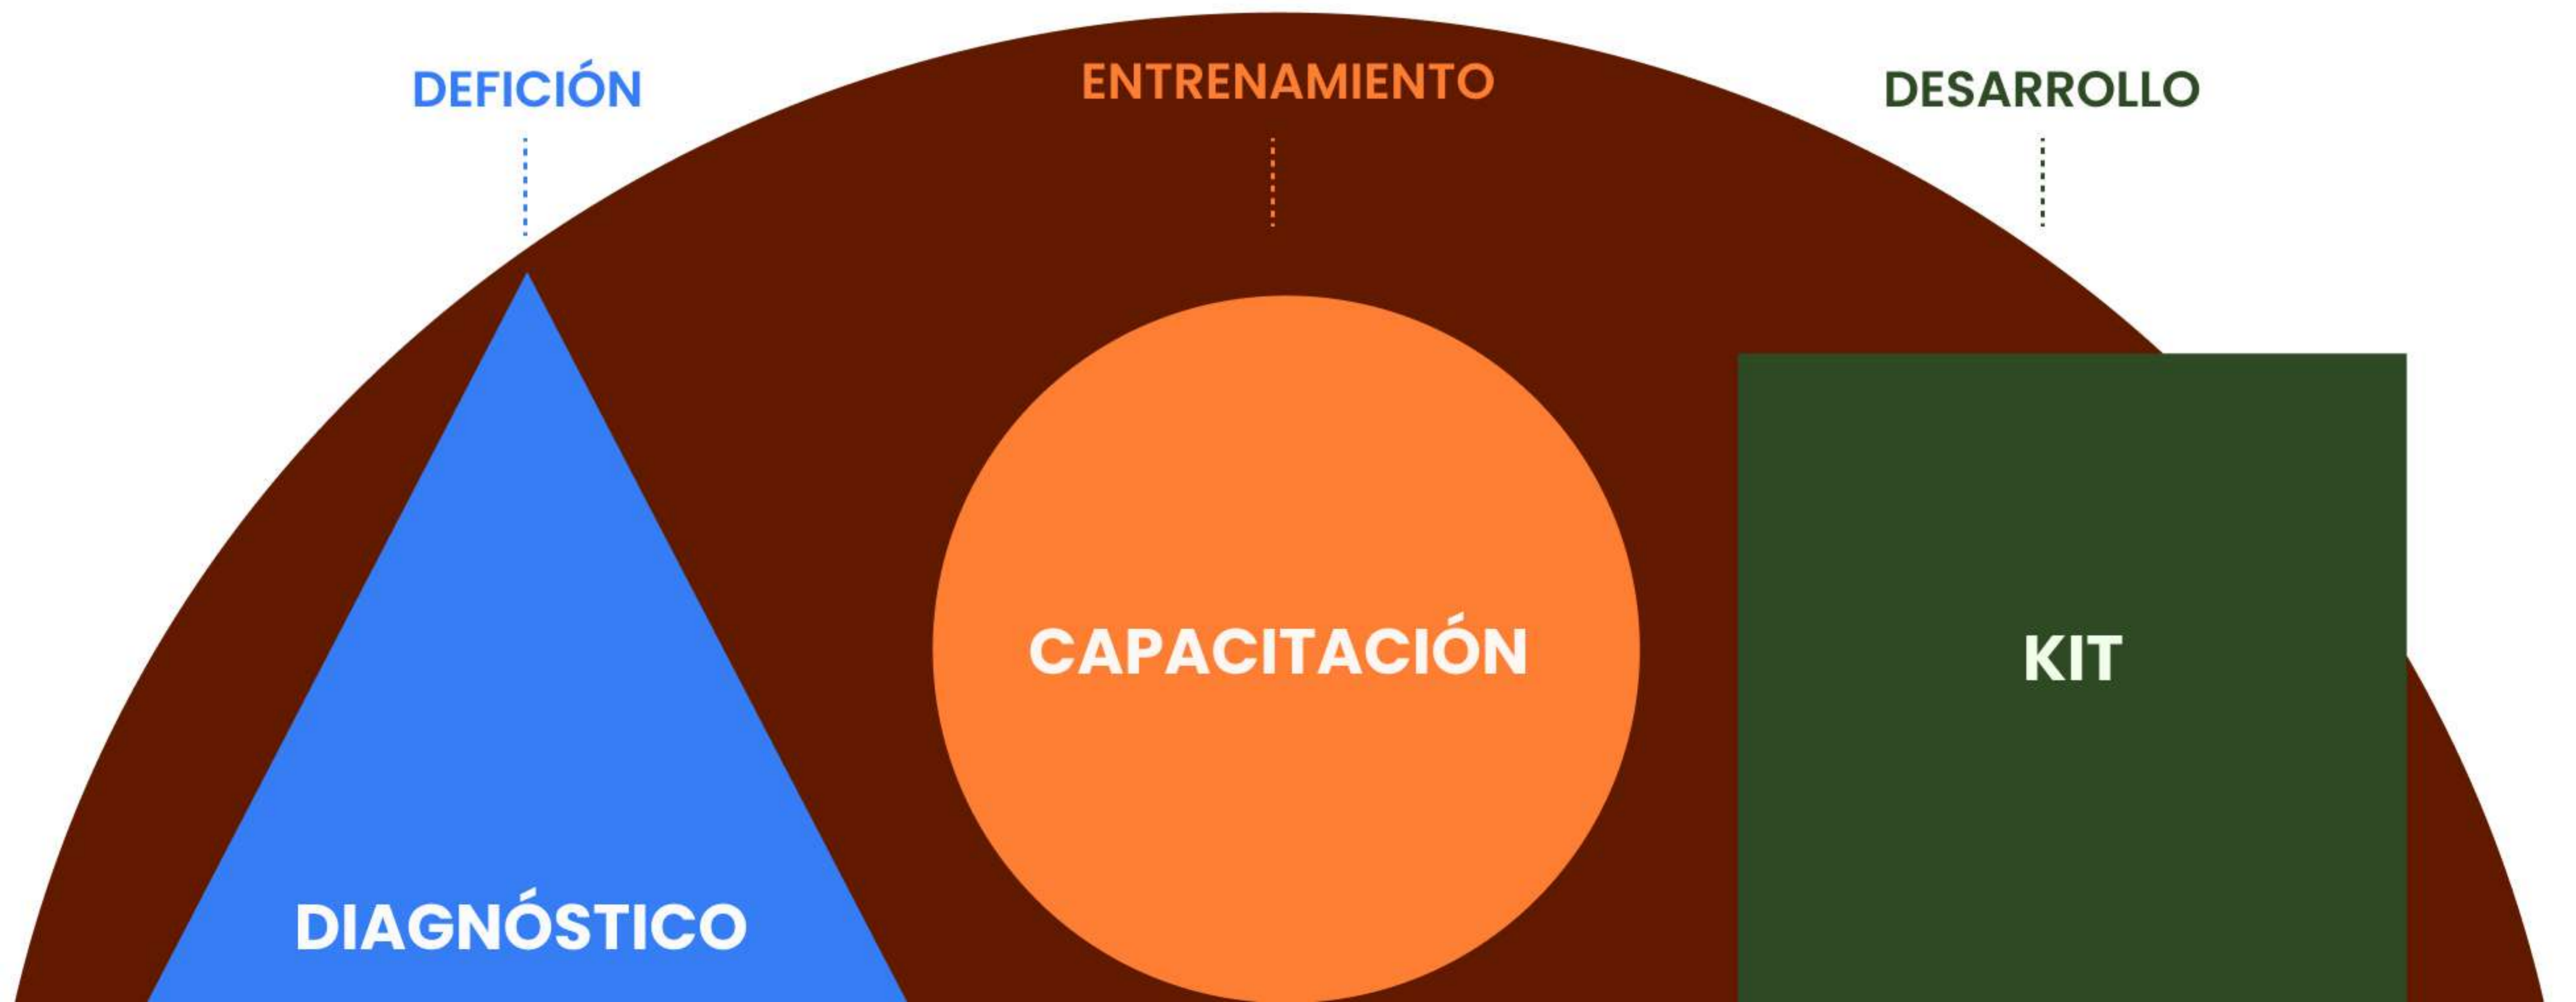 DEFICIÓN
ENTRENAMIENTO
DESARROLLO
CAPACITACIÓN
KIT
DIAGNÓSTICO